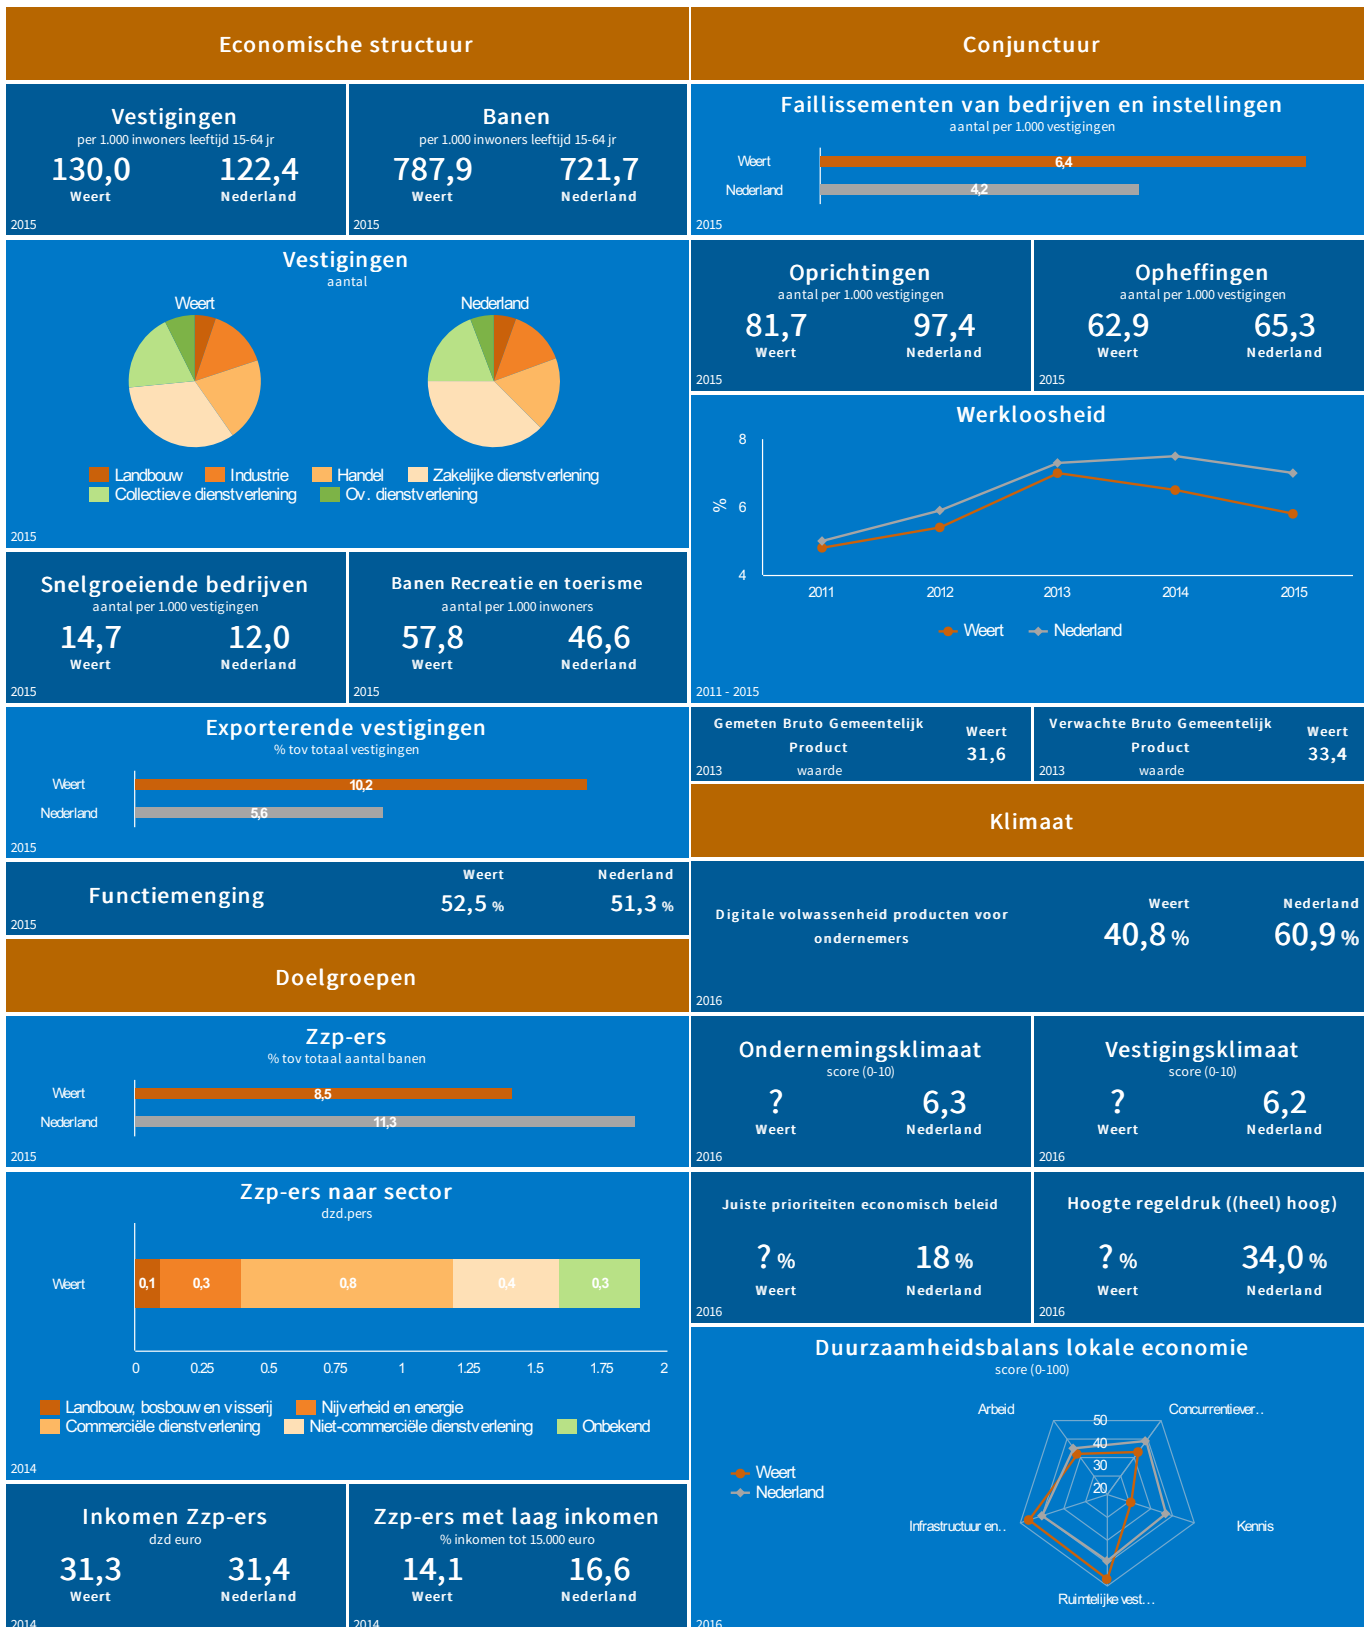 Economische structuur
Vestigingen
per 1.000 inwoners leeftijd 15-64 jr
130,0
122,4
Weert
Nederland
2015
Banen
per 1.000 inwoners leeftijd 15-64 jr
787,9
721,7
Weert
Nederland
2015
Vestigingen
aantal
Weert
Nederland
Landbouw
Industrie
Handel
Zakelijke dienstverlening
Collectieve dienstverlening
Ov. dienstverlening
2015
Snelgroeiende bedrijven
aantal per 1.000 vestigingen
14,7
12,0
Weert
Nederland
2015
Banen Recreatie en toerisme
aantal per 1.000 inwoners
57,8
46,6
Weert
Nederland
2015
Exporterende vestigingen
% tov totaal vestigingen
Weert
10,2
Nederland
5,6
2015
Functiemenging
Weert
Nederland
52,5 %
51,3 %
2015
Doelgroepen
Zzp-ers
% tov totaal aantal banen
Weert
8,5
Nederland
11,3
2015
Zzp-ers naar sector
dzd.pers
Weert
0,1
0,3
0,8
0,4
0,3
0
0.25
0.5
0.75
1
1.25
1.5
1.75
2
Landbouw, bosbouw en visserij
Nijverheid en energie
Commerciële dienstverlening
Niet-commerciële dienstverlening
Onbekend
2014
Inkomen Zzp-ers
dzd euro
31,3
31,4
Weert
Nederland
2014
Zzp-ers met laag inkomen
% inkomen tot 15.000 euro
14,1
16,6
Weert
Nederland
2014
Conjunctuur
Faillissementen van bedrijven en instellingen
aantal per 1.000 vestigingen
Weert
6,4
Nederland
4,2
2015
Oprichtingen
aantal per 1.000 vestigingen
81,7
97,4
Weert
Nederland
2015
Opheffingen
aantal per 1.000 vestigingen
62,9
65,3
Weert
Nederland
2015
Werkloosheid
8
6
4
%
2011
2012
2013
2014
2015
Weert
Nederland
2011 - 2015
Gemeten Bruto Gemeentelijk
Product
waarde
Weert
31,6
2013
Verwachte Bruto Gemeentelijk
Product
waarde
Weert
33,4
2013
Klimaat
Digitale volwassenheid producten voor
ondernemers
Weert
Nederland
40,8 %
60,9 %
2016
Ondernemingsklimaat
score (0-10)
?
6,3
Weert
Nederland
2016
Vestigingsklimaat
score (0-10)
?
6,2
Weert
Nederland
2016
Juiste prioriteiten economisch beleid
? %
18 %
Weert
Nederland
2016
Hoogte regeldruk ((heel) hoog)
? %
34,0 %
Weert
Nederland
2016
Duurzaamheidsbalans lokale economie
score (0-100)
Weert
Nederland
Arbeid
Concurrentiever...
50
40
30
20
Infrastructuur en..
Kennis
Ruimtelijke vest...
2016